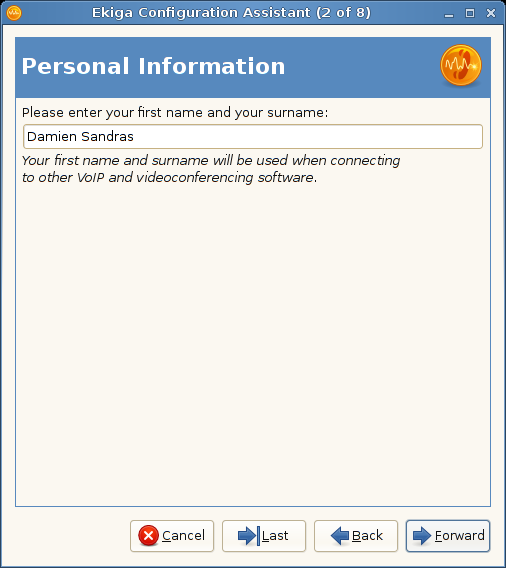 Ekiga Configuration Assistant (2 of 8)
Personal Information
Please enter your first name and your surname:
Damien Sandras
Your first name and surname will be used when connecting
to other VoIP and videoconferencing software.
Cancel
Last
Back
Forward